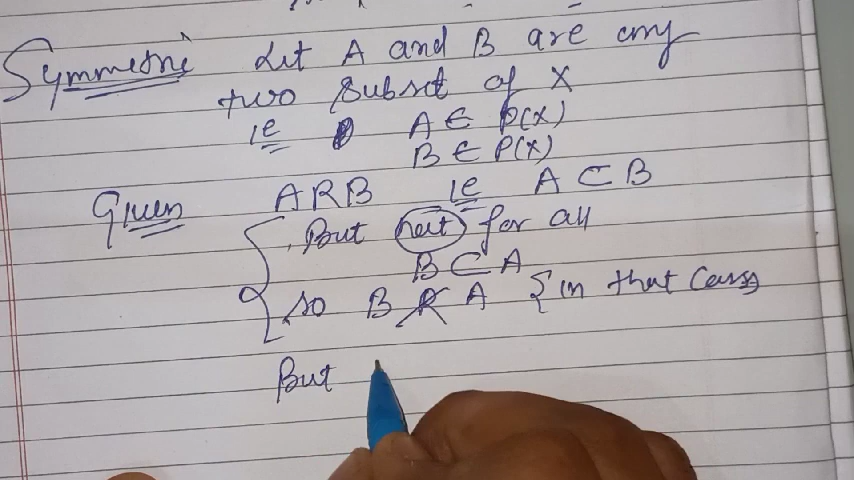 Symmetric Let A and B are any
two Subset of X
ie A ∈ P(X)
B ∈ P(X)
Given ARB ie A ⊂ B
But not for all
B ⊂ A
so B R̸ A { in that case
But